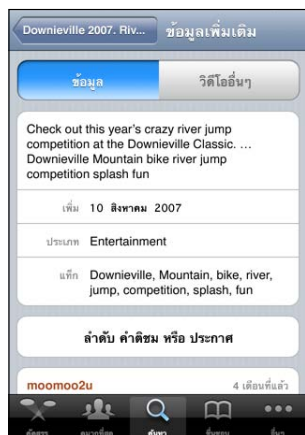 Downieville 2007. Riv...
ข้อมูลเพิ่มเติม
ข้อมูล
วิดีโออื่นๆ
Check out this year's crazy river jump
competition at the Downieville Classic. ...
Downieville Mountain bike river jump
competition splash fun
เพิ่ม 10 สิงหาคม 2007
ประเภท Entertainment
แท็ก Downieville, Mountain, bike, river,
jump, competition, splash, fun
ลำดับ คำติชม หรือ ประกาศ
moomoo2u 4 เดือนที่แล้ว
ค้นหา